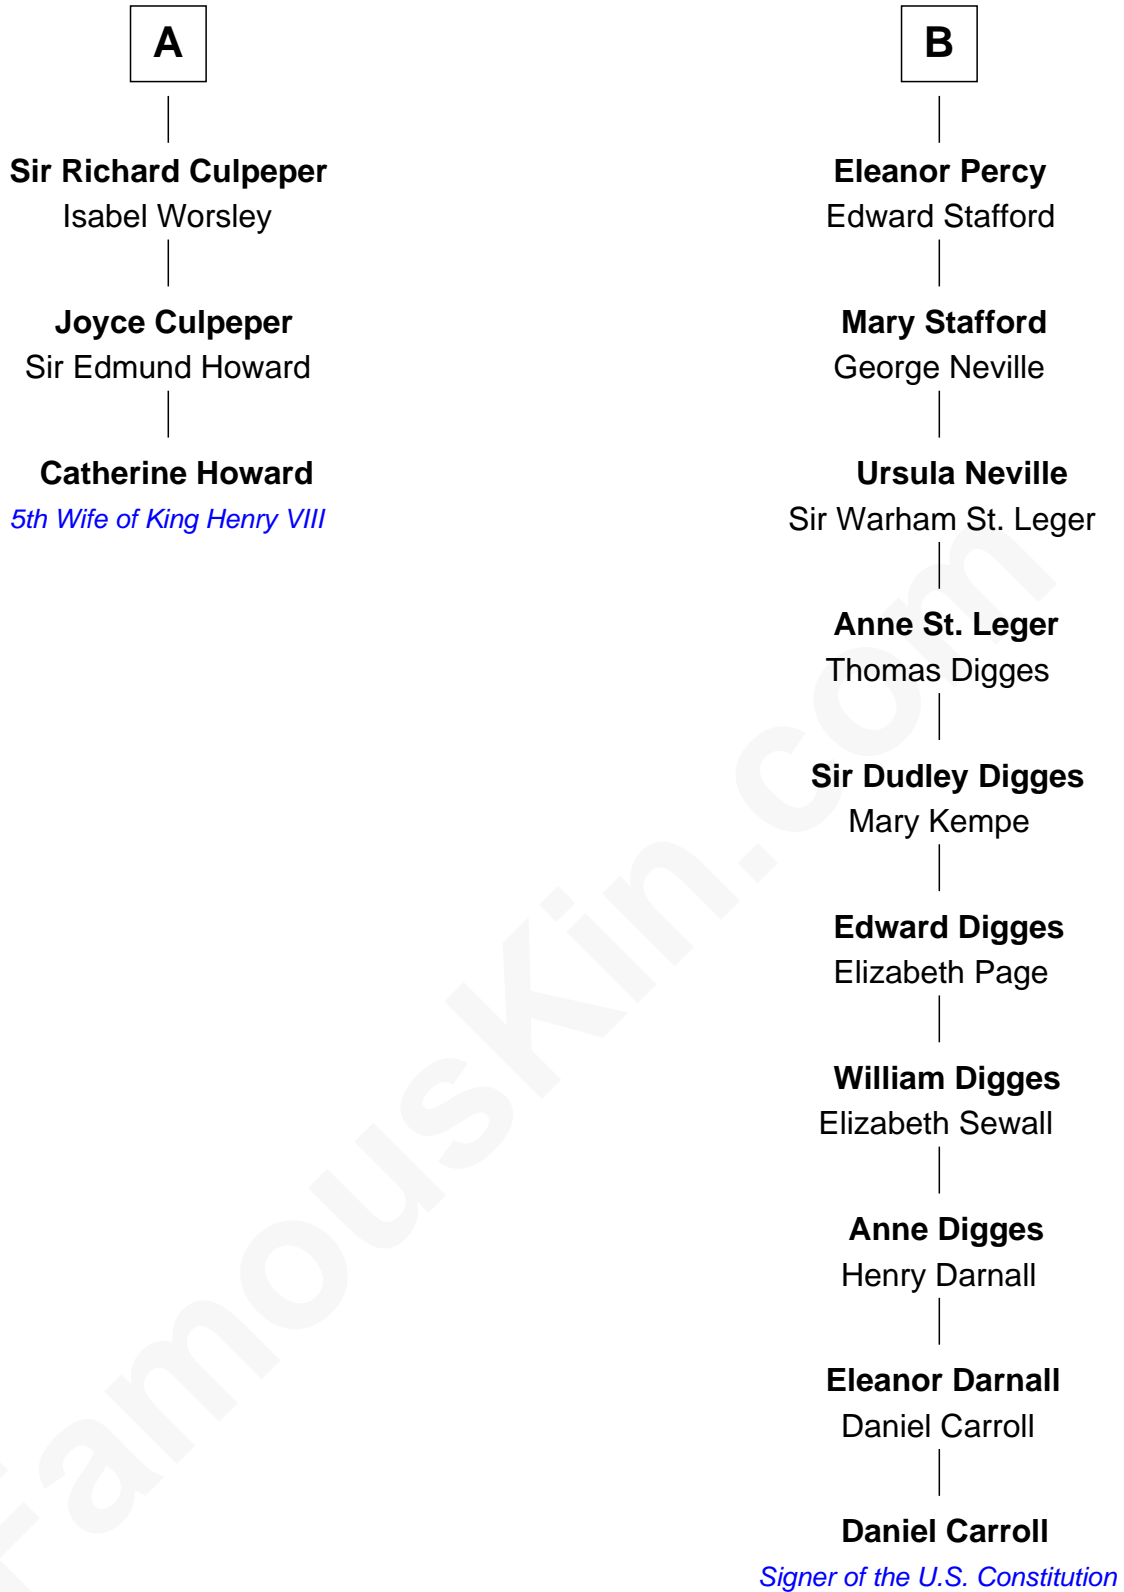 A
Sir Richard Culpeper
Isabel Worsley
Joyce Culpeper
Sir Edmund Howard
Catherine Howard
5th Wife of King Henry VIII
B
Eleanor Percy
Edward Stafford
Mary Stafford
George Neville
Ursula Neville
Sir Warham St. Leger
Anne St. Leger
Thomas Digges
Sir Dudley Digges
Mary Kempe
Edward Digges
Elizabeth Page
William Digges
Elizabeth Sewall
Anne Digges
Henry Darnall
Eleanor Darnall
Daniel Carroll
Daniel Carroll
Signer of the U.S. Constitution
FamousKin.com